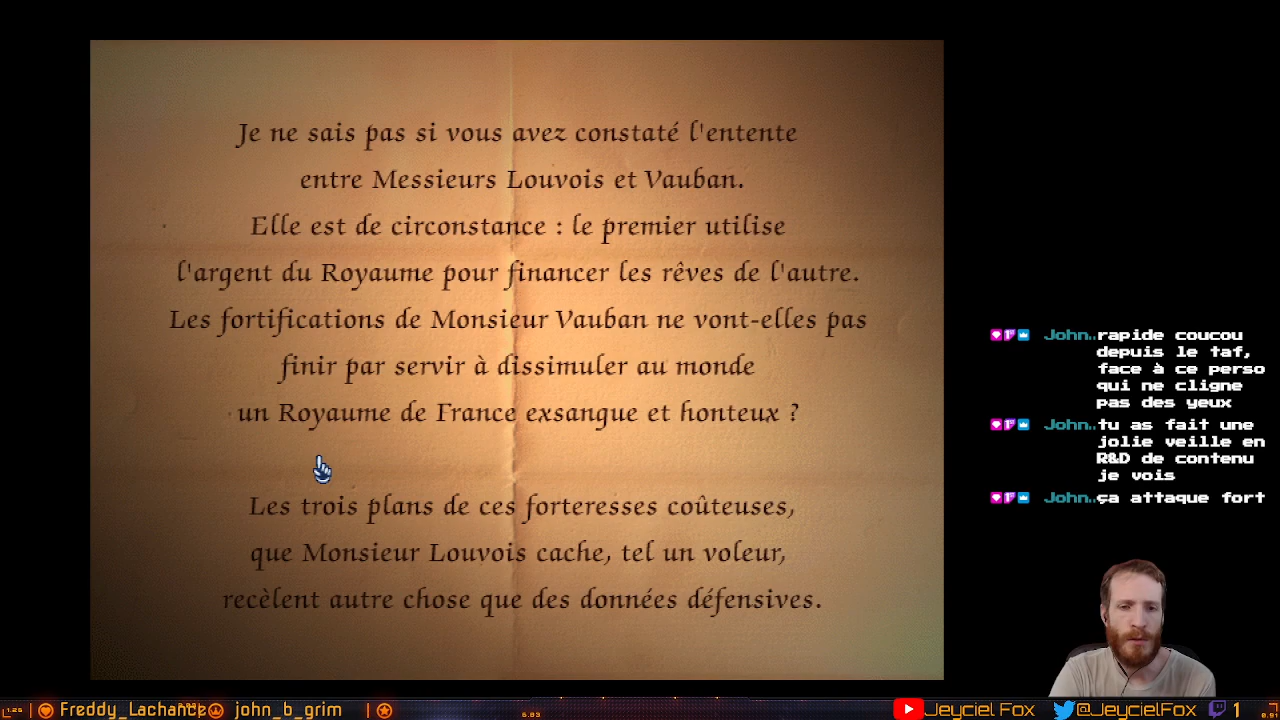 Je ne sais pas si vous avez constaté l'entente
entre Messieurs Louvois et Vauban.
Elle est de circonstance : le premier utilise
l'argent du Royaume pour financer les rêves de l'autre.
Les fortifications de Monsieur Vauban ne vont-elles pas
finir par servir à dissimuler au monde
un Royaume de France exsangue et honteux ?
Les trois plans de ces forteresses coûteuses,
que Monsieur Louvois cache, tel un voleur,
recèlent autre chose que des données défensives.
John.. rapide coucou
depuis le taf,
face à ce perso
qui ne cligne
pas des yeux
John.. tu as fait une
jolie veille en
R&D de contenu
je vois
John.. ça attaque fort
Freddy_Lachance john_b_grim
Jeyciel Fox @JeycielFox 1